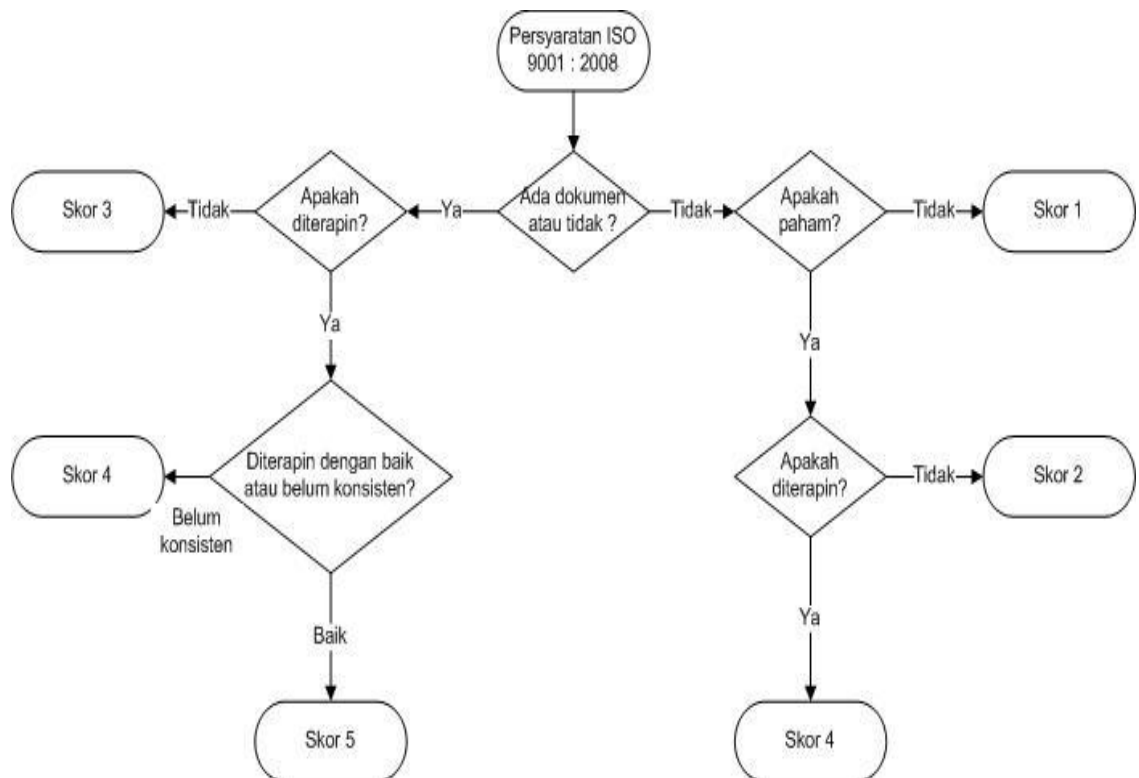 Persyaratan ISO
9001 : 2008
Skor 3
Tidak
Apakah
diterapin?
Ya
Ada dokumen
atau tidak ?
Tidak
Apakah
paham?
Tidak
Skor 1
Ya
Ya
Skor 4
Belum
konsisten
Diterapin dengan baik
atau belum konsisten?
Apakah
diterapin?
Tidak
Skor 2
Baik
Ya
Skor 5
Skor 4